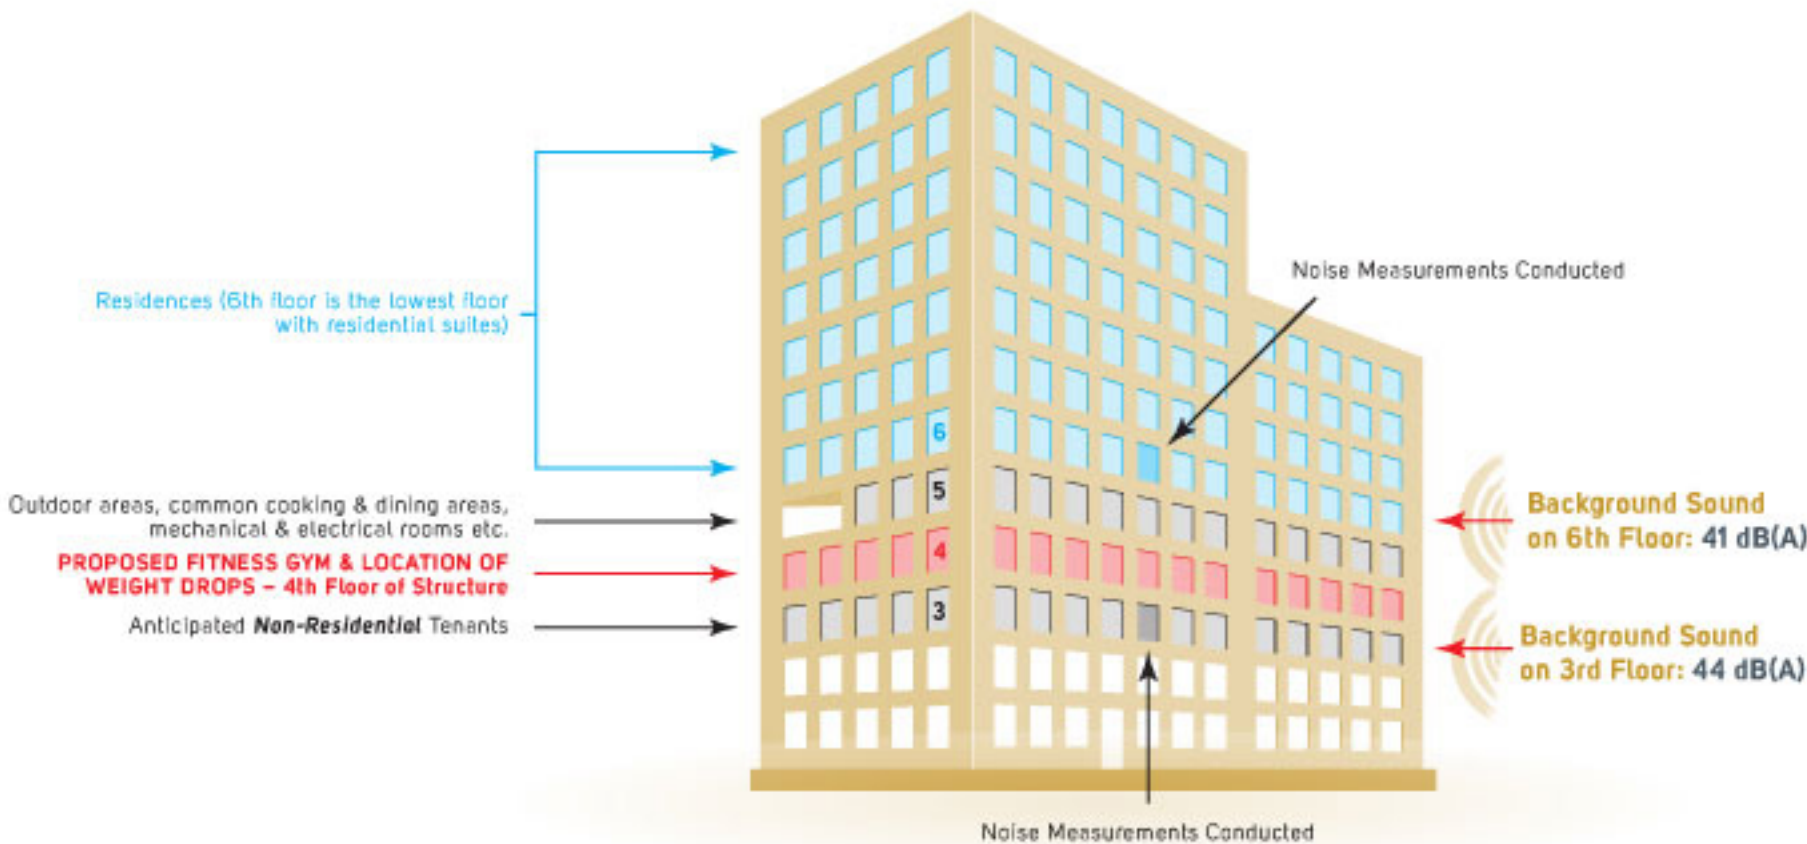 Noise Measurements Conducted
Residences (6th floor is the lowest floor
with residential suites)
6
5
4
3
Outdoor areas, common cooking & dining areas,
mechanical & electrical rooms etc.
PROPOSED FITNESS GYM & LOCATION OF
WEIGHT DROPS – 4th Floor of Structure
Anticipated Non-Residential Tenants
Background Sound
on 6th Floor: 41 dB(A)
Background Sound
on 3rd Floor: 44 dB(A)
Noise Measurements Conducted